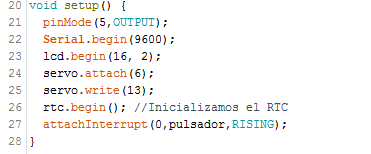 20 void setup() {
21 pinMode(5,OUTPUT);
22 Serial.begin(9600);
23 lcd.begin(16, 2);
24 servo.attach(6);
25 servo.write(13);
26 rtc.begin(); //Inicializamos el RTC
27 attachInterrupt(0,pulsador,RISING);
28 }